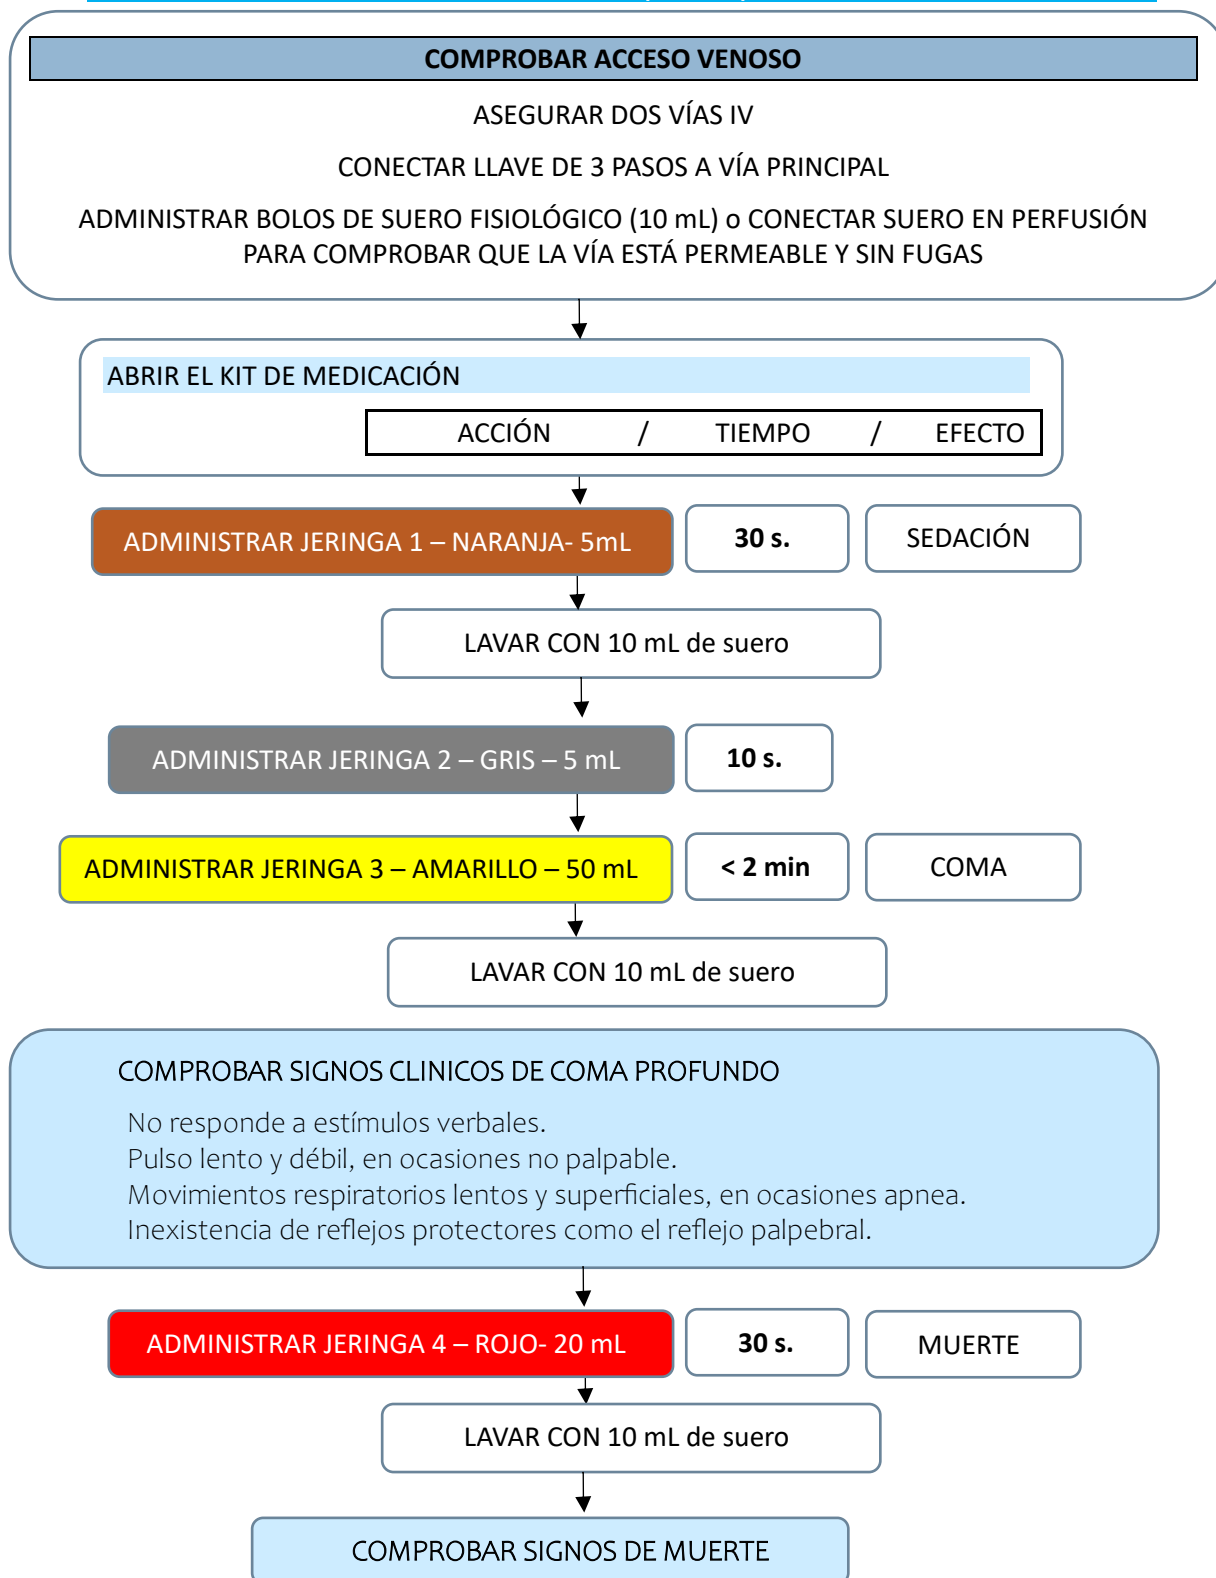 COMPROBAR ACCESO VENOSO
ASEGURAR DOS VÍAS IV
CONECTAR LLAVE DE 3 PASOS A VÍA PRINCIPAL
ADMINISTRAR BOLOS DE SUERO FISIOLÓGICO (10 mL) o CONECTAR SUERO EN PERFUSIÓN
PARA COMPROBAR QUE LA VÍA ESTÁ PERMEABLE Y SIN FUGAS
ABRIR EL KIT DE MEDICACIÓN
ACCIÓN / TIEMPO / EFECTO
ADMINISTRAR JERINGA 1 – NARANJA- 5mL 30 s. SEDACIÓN
LAVAR CON 10 mL de suero
ADMINISTRAR JERINGA 2 – GRIS – 5 mL 10 s.
ADMINISTRAR JERINGA 3 – AMARILLO – 50 mL < 2 min COMA
LAVAR CON 10 mL de suero
COMPROBAR SIGNOS CLINICOS DE COMA PROFUNDO
No responde a estímulos verbales.
Pulso lento y débil, en ocasiones no palpable.
Movimientos respiratorios lentos y superficiales, en ocasiones apnea.
Inexistencia de reflejos protectores como el reflejo palpebral.
ADMINISTRAR JERINGA 4 – ROJO- 20 mL 30 s. MUERTE
LAVAR CON 10 mL de suero
COMPROBAR SIGNOS DE MUERTE